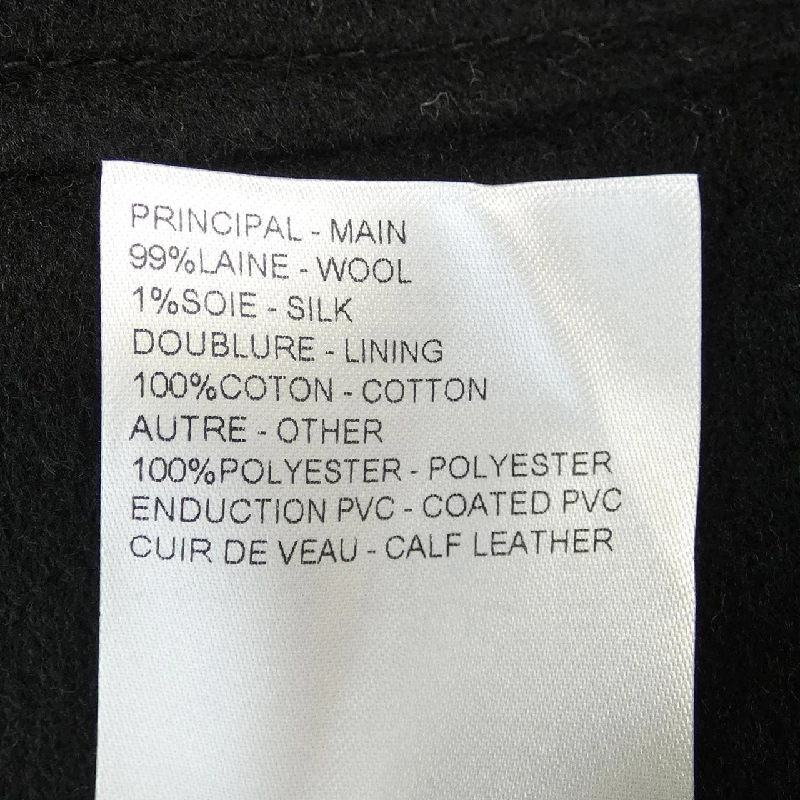 PRINCIPAL - MAIN
99%LAINE - WOOL
1%SOIE - SILK
DOUBLURE - LINING
100%COTON - COTTON
AUTRE - OTHER
100%POLYESTER - POLYESTER
ENDUCTION PVC - COATED PVC
CUIR DE VEAU - CALF LEATHER